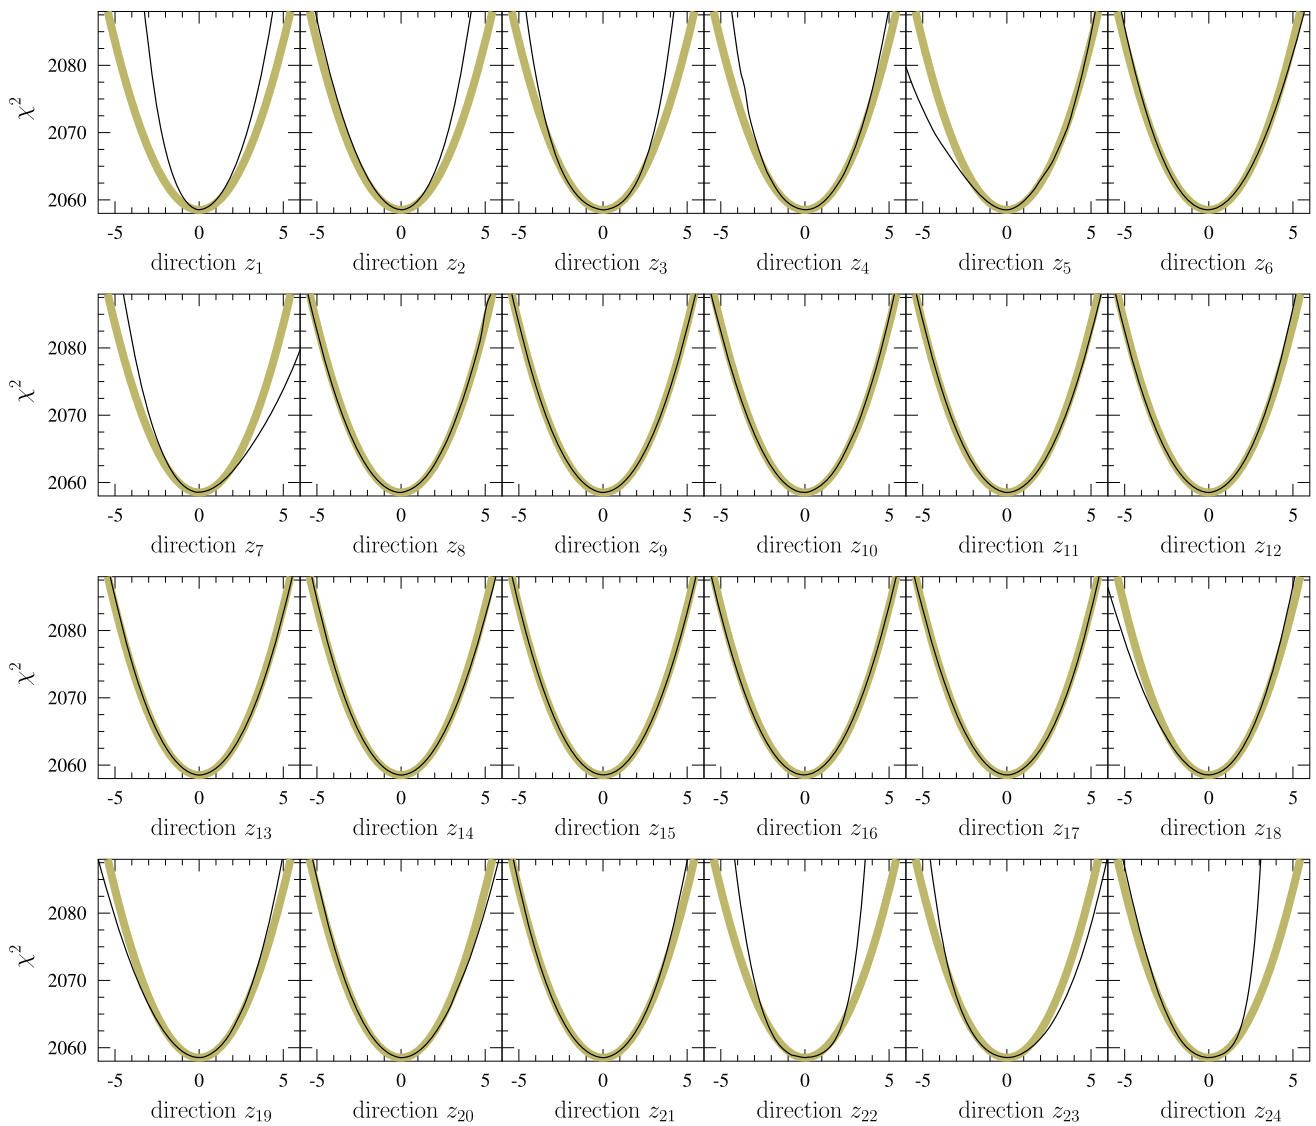 χ²
2080
2070
2060
-5 0 5 -5 0 5 -5 0 5 -5 0 5 -5 0 5 -5 0 5
direction z₁ direction z₂ direction z₃ direction z₄ direction z₅ direction z₆
χ²
2080
2070
2060
-5 0 5 -5 0 5 -5 0 5 -5 0 5 -5 0 5 -5 0 5
direction z₇ direction z₈ direction z₉ direction z₁₀ direction z₁₁ direction z₁₂
χ²
2080
2070
2060
-5 0 5 -5 0 5 -5 0 5 -5 0 5 -5 0 5 -5 0 5
direction z₁₃ direction z₁₄ direction z₁₅ direction z₁₆ direction z₁₇ direction z₁₈
χ²
2080
2070
2060
-5 0 5 -5 0 5 -5 0 5 -5 0 5 -5 0 5 -5 0 5
direction z₁₉ direction z₂₀ direction z₂₁ direction z₂₂ direction z₂₃ direction z₂₄